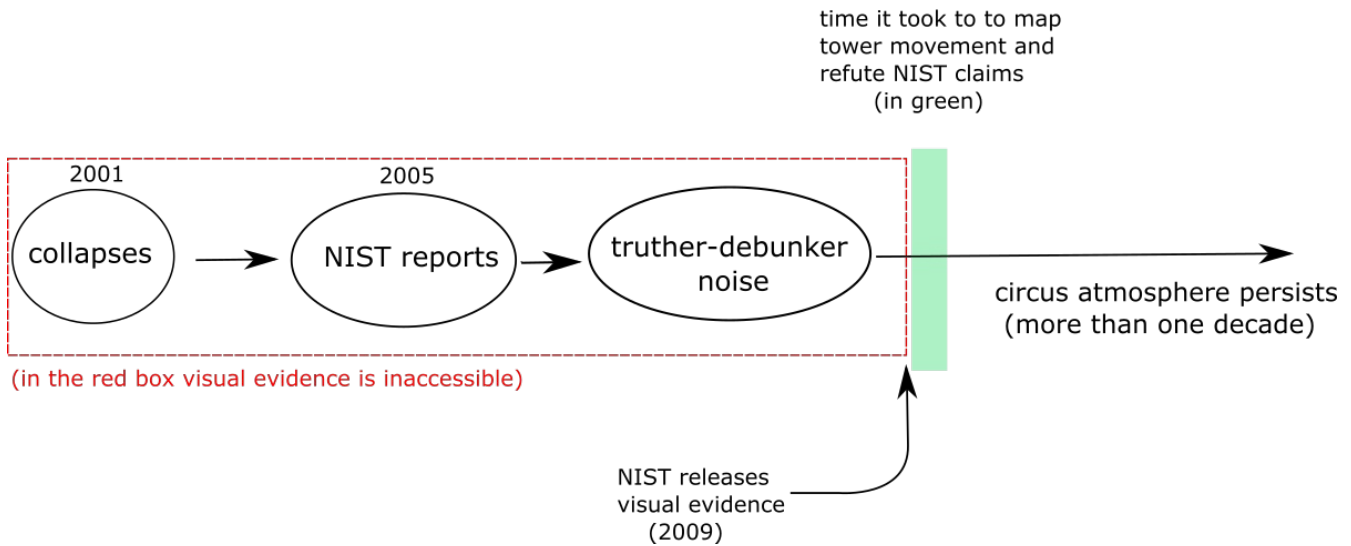 time it took to to map
tower movement and
refute NIST claims
(in green)
2001
2005
collapses
NIST reports
truther-debunker
noise
circus atmosphere persists
(more than one decade)
(in the red box visual evidence is inaccessible)
NIST releases
visual evidence
(2009)